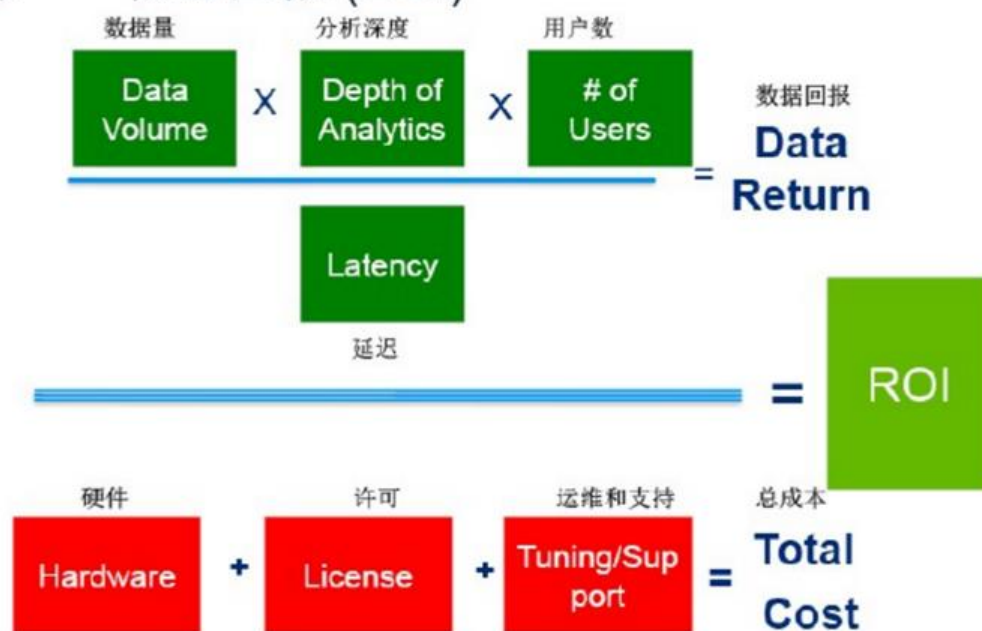 数据量 分析深度 用户数
Data Volume X Depth of Analytics X # of Users
数据回报
= Data Return
Latency
延迟
= ROI
硬件 许可 运维和支持 总成本
Hardware + License + Tuning/Sup port = Total Cost